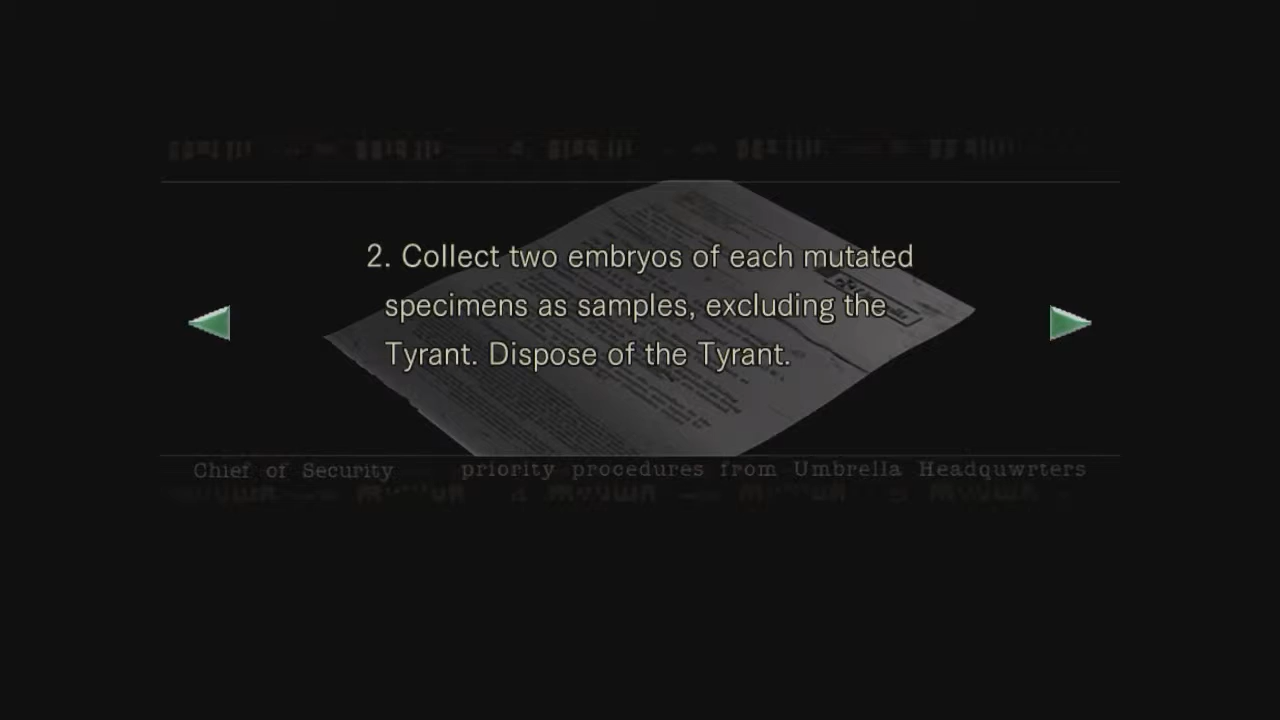 2. Collect two embryos of each mutated
specimens as samples, excluding the
Tyrant. Dispose of the Tyrant.
Chief of Security priority procedures from Umbrella Headquwrters